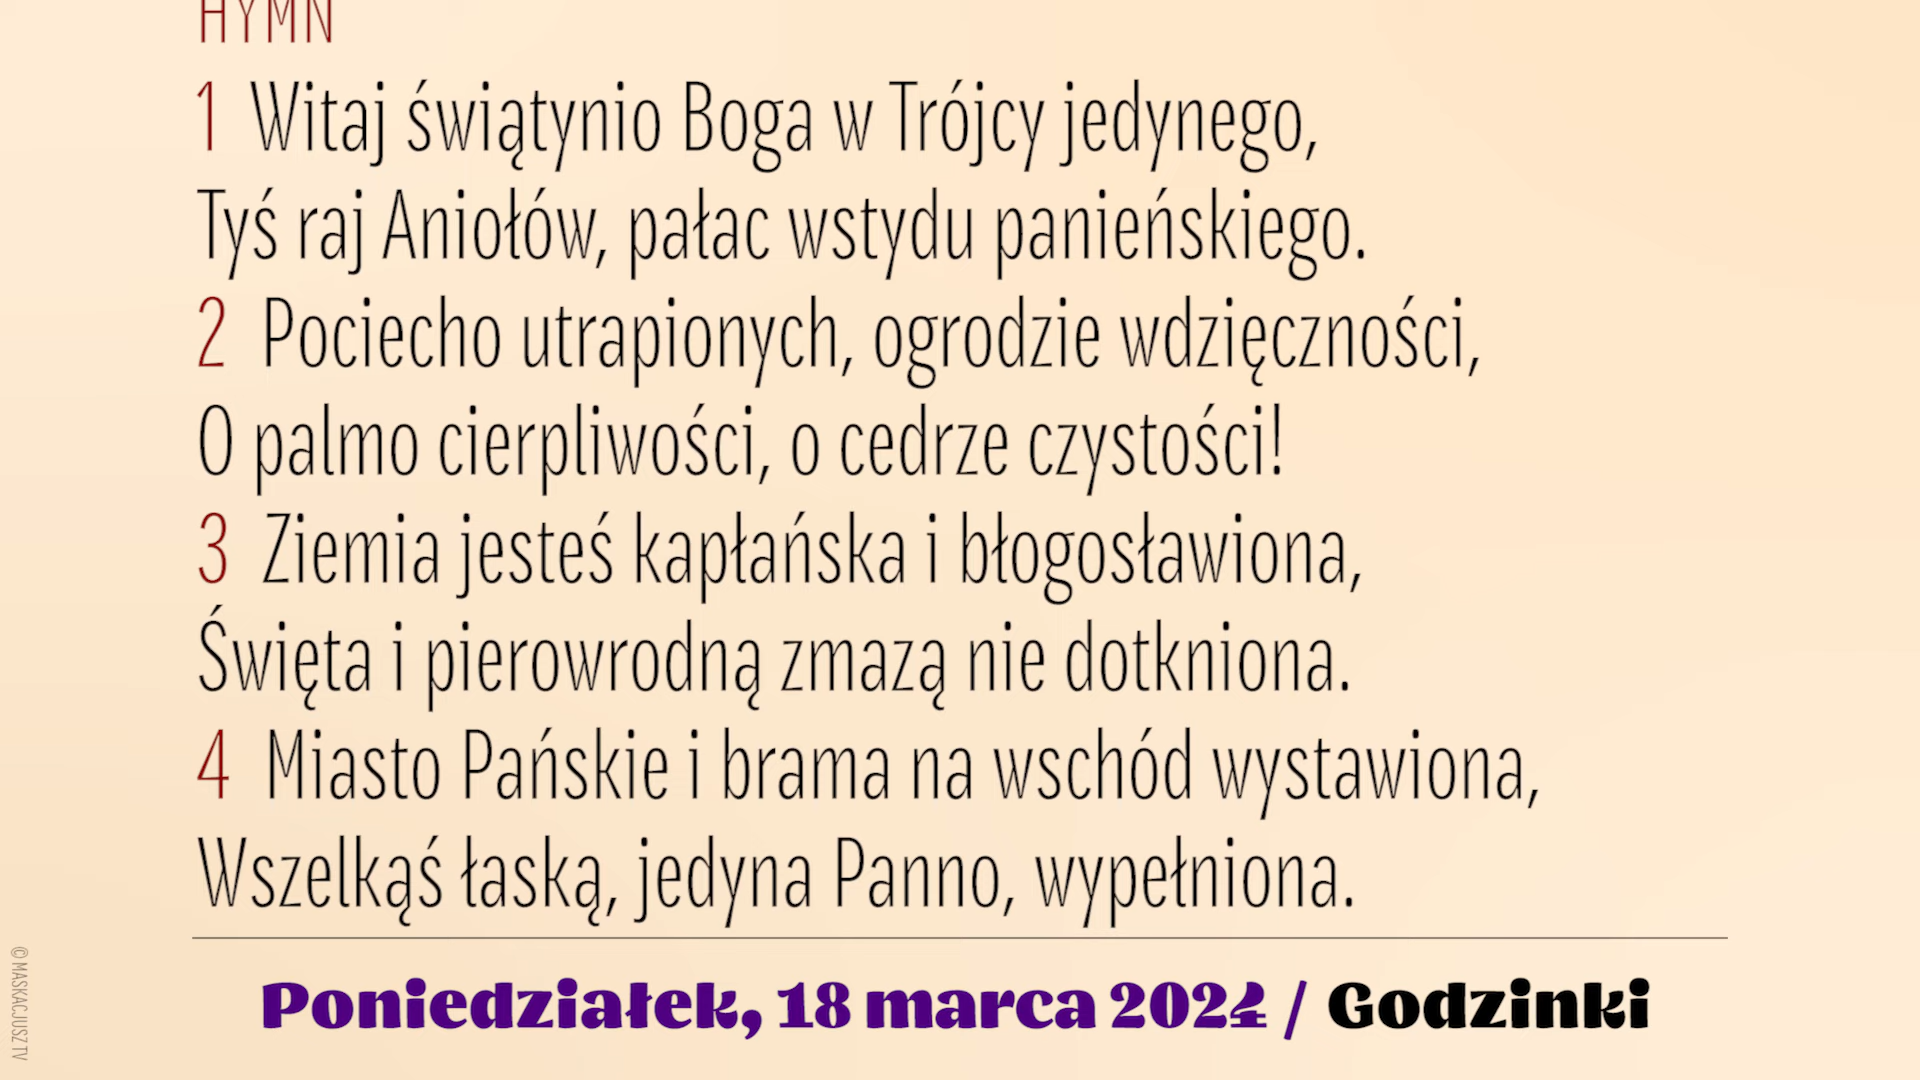 HYMN
1 Witaj świątynio Boga w Trójcy jedynego,
Tyś raj Aniołów, pałac wstydu panieńskiego.
2 Pociecho utrapionych, ogrodzie wdzięczności,
O palmo cierpliwości, o cedrze czystości!
3 Ziemia jesteś kapłańska i błogosławiona,
Święta i pierowrodną zmazą nie dotkniona.
4 Miasto Pańskie i brama na wschód wystawiona,
Wszelkąś łaską, jedyna Panno, wypełniona.
Poniedziałek, 18 marca 2024 / Godzinki
© MASKACJUSZ TV